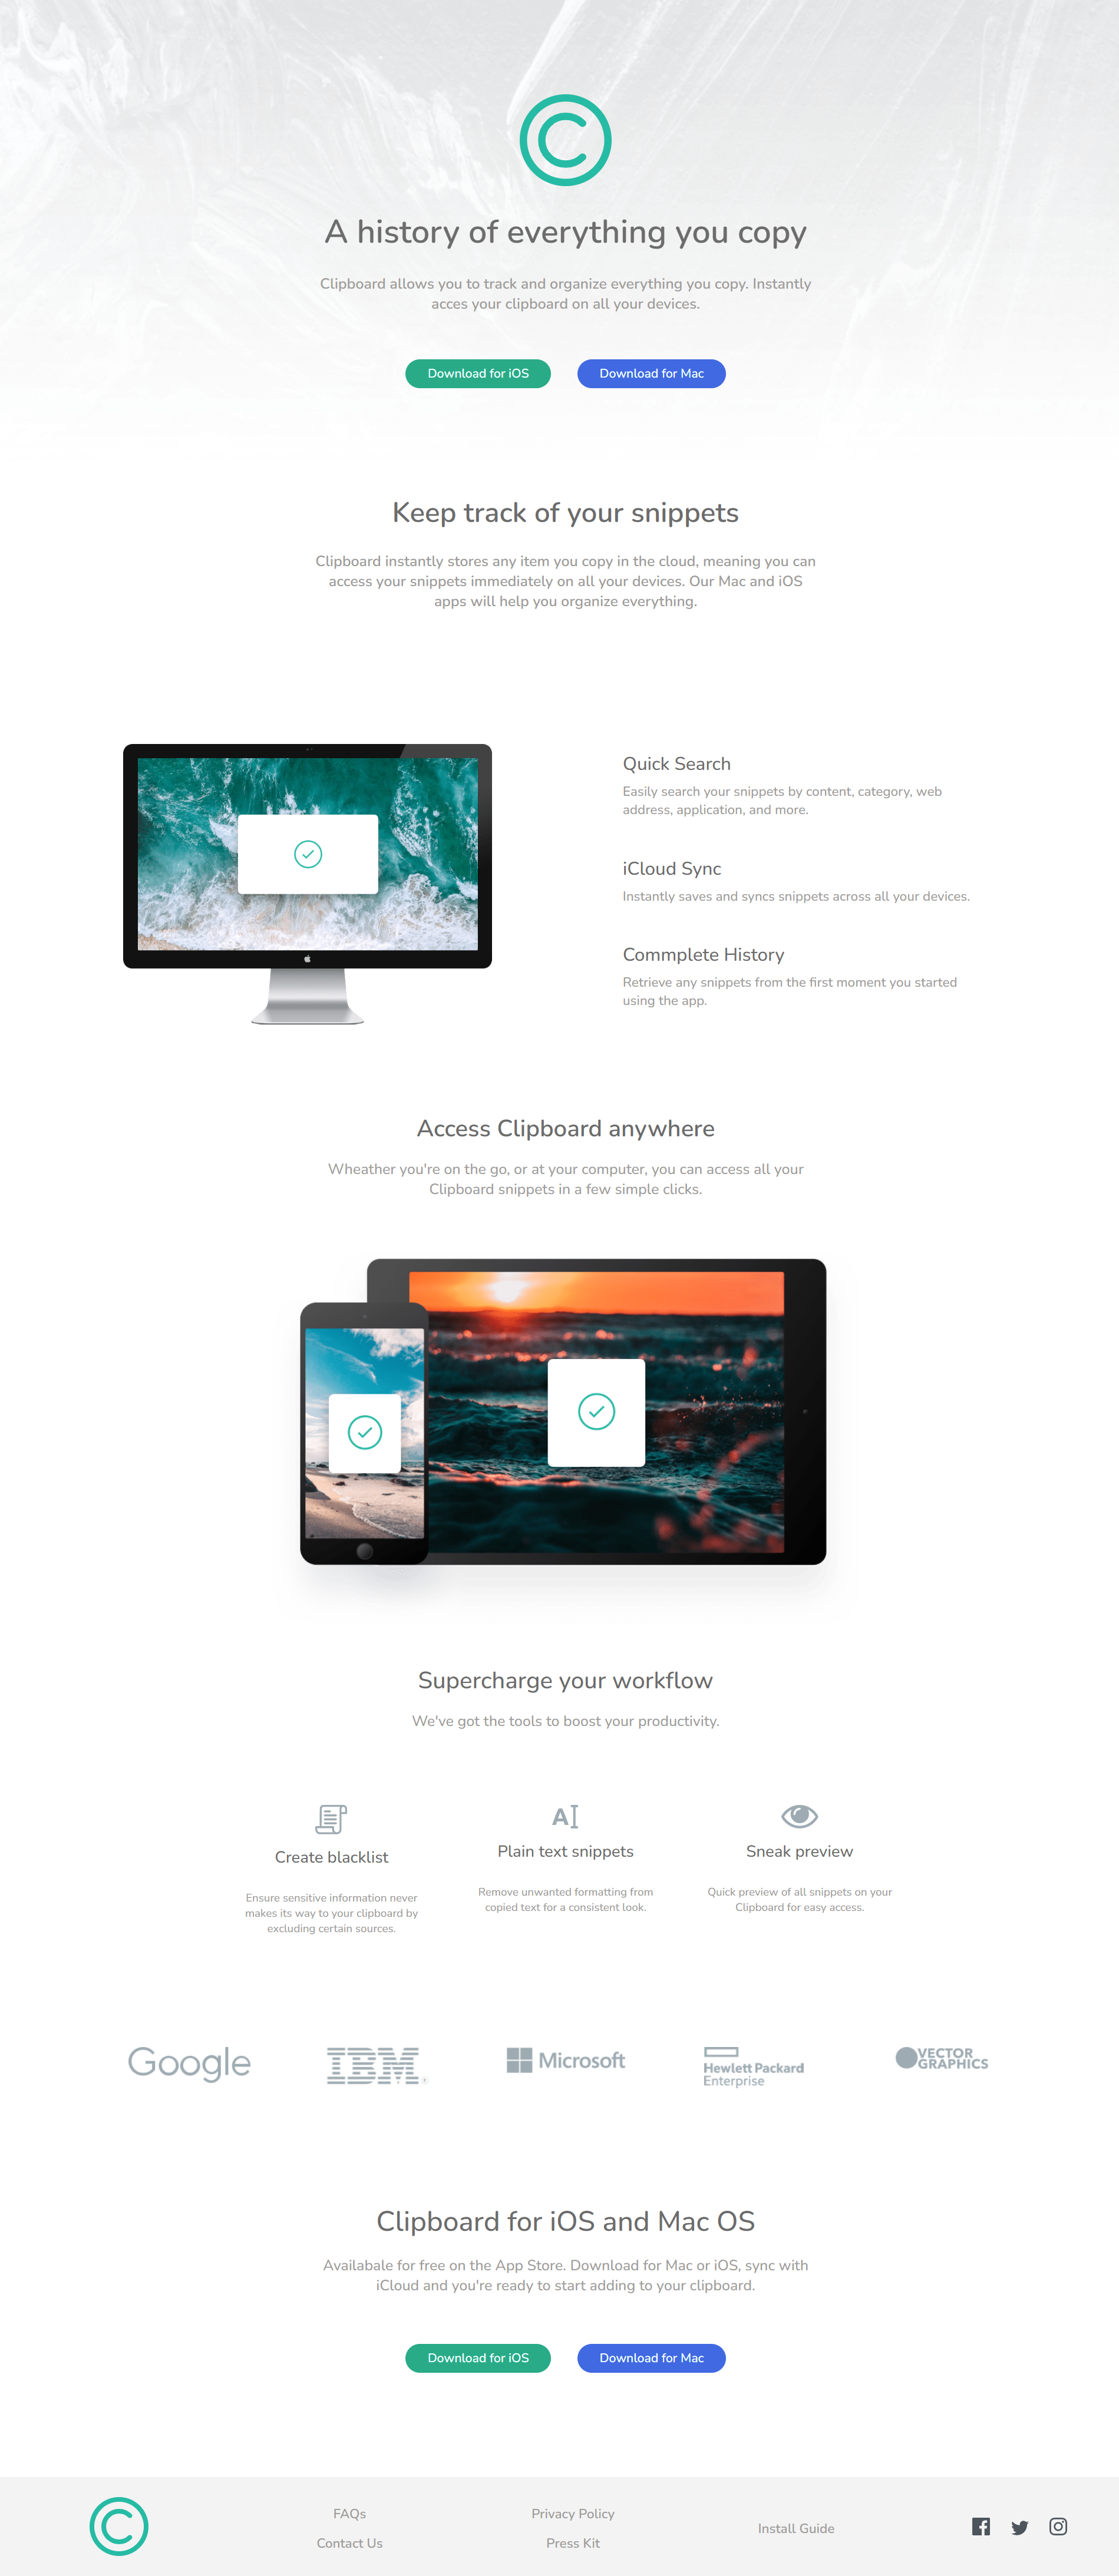 A history of everything you copy
Clipboard allows you to track and organize everything you copy. Instantly
acces your clipboard on all your devices.
Download for iOS
Download for Mac
Keep track of your snippets
Clipboard instantly stores any item you copy in the cloud, meaning you can
access your snippets immediately on all your devices. Our Mac and iOS
apps will help you organize everything.
Quick Search
Easily search your snippets by content, category, web
address, application, and more.
iCloud Sync
Instantly saves and syncs snippets across all your devices.
Commplete History
Retrieve any snippets from the first moment you started
using the app.
Access Clipboard anywhere
Wheather you're on the go, or at your computer, you can access all your
Clipboard snippets in a few simple clicks.
Supercharge your workflow
We've got the tools to boost your productivity.
Create blacklist
Ensure sensitive information never
makes its way to your clipboard by
excluding certain sources.
Plain text snippets
Remove unwanted formatting from
copied text for a consistent look.
Sneak preview
Quick preview of all snippets on your
Clipboard for easy access.
Google
IBM
Microsoft
Hewlett Packard
Enterprise
VECTOR
GRAPHICS
Clipboard for iOS and Mac OS
Availabale for free on the App Store. Download for Mac or iOS, sync with
iCloud and you're ready to start adding to your clipboard.
Download for iOS
Download for Mac
FAQs
Contact Us
Privacy Policy
Press Kit
Install Guide